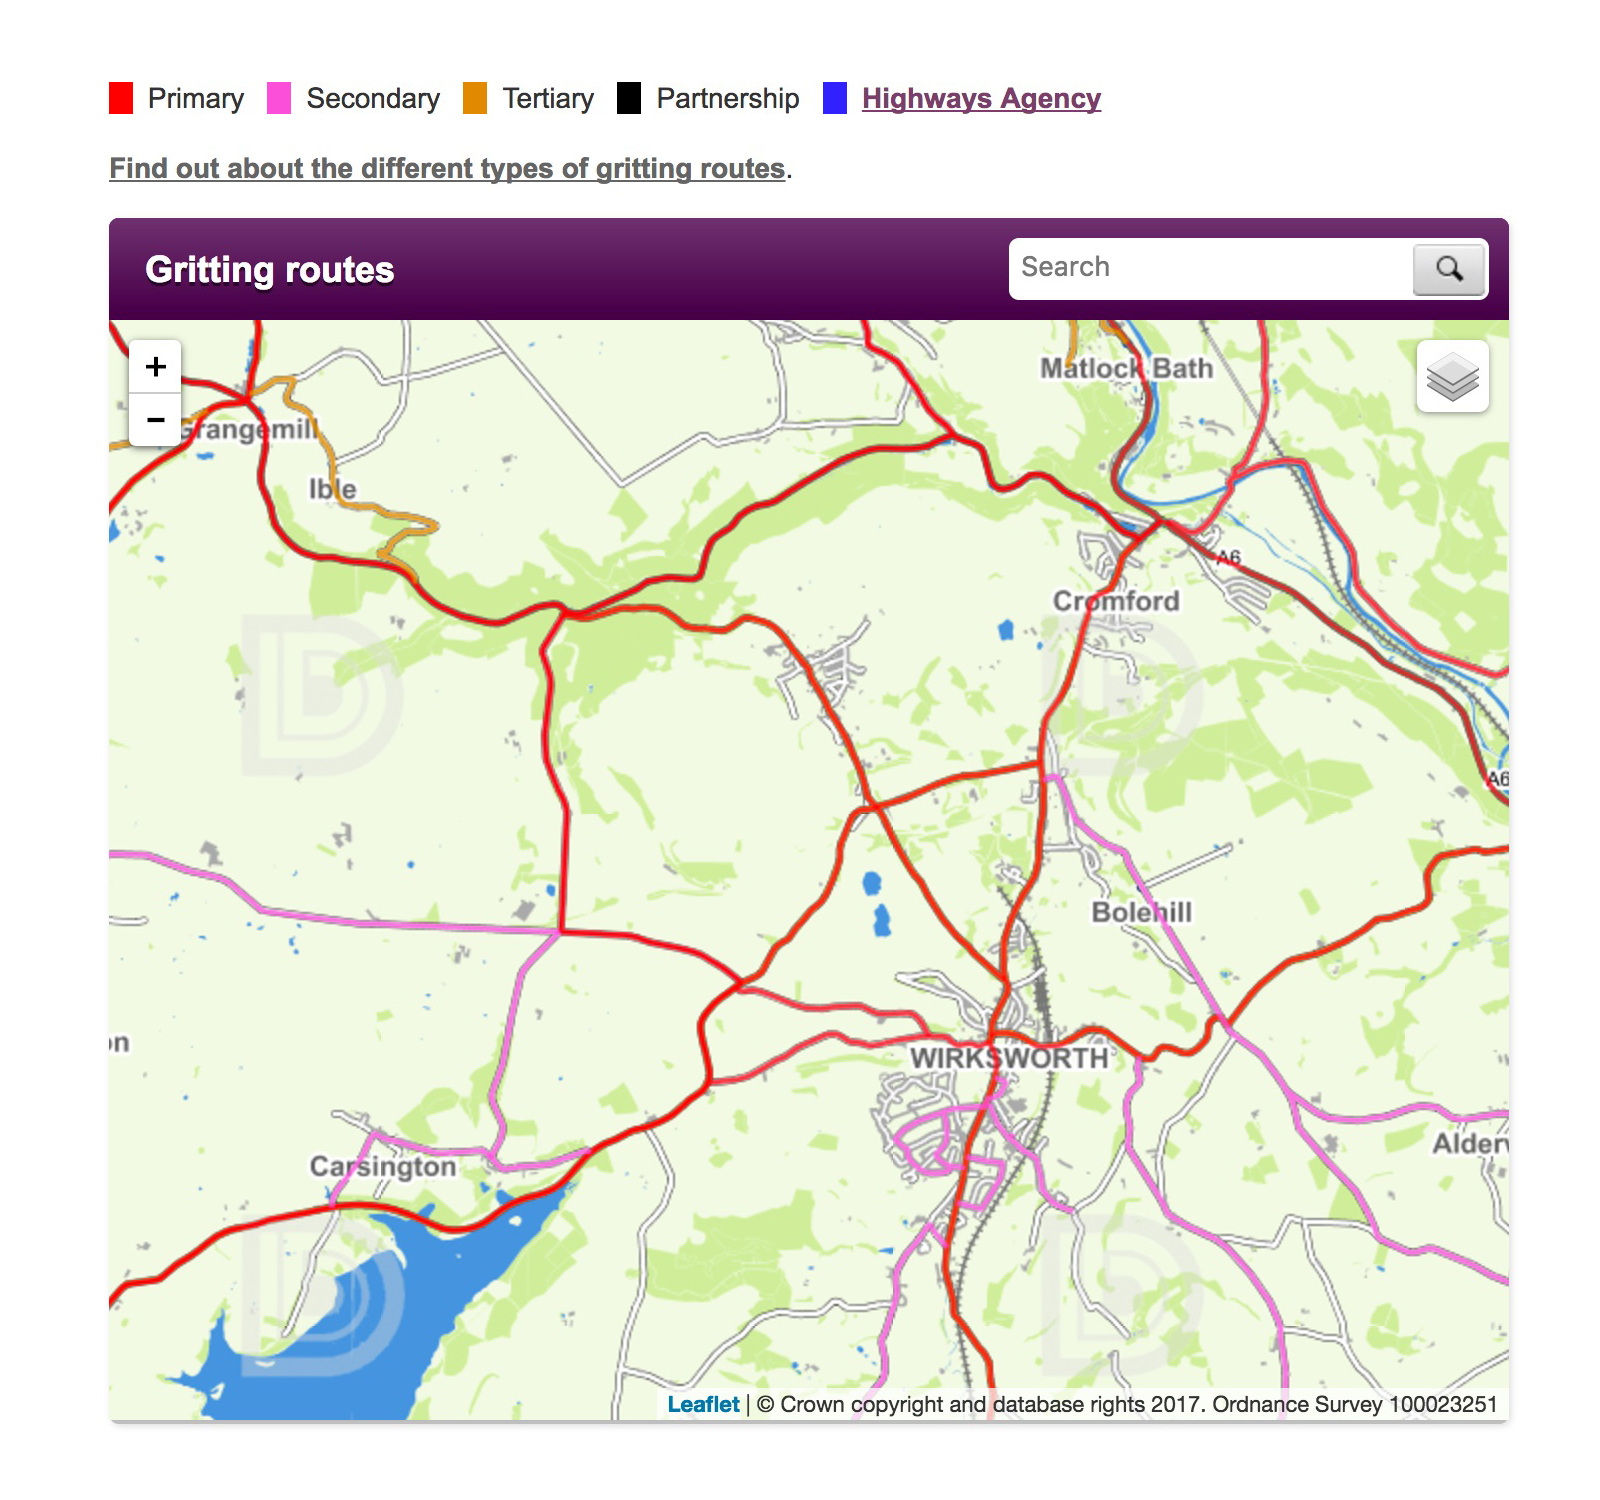 Primary Secondary Tertiary Partnership Highways Agency
Find out about the different types of gritting routes.
Gritting routes
Search
+
−
Matlock Bath
Grangemill
Ible
A6
Cromford
A6
Bolehill
on
WIRKSWORTH
Carsington
Alderw
Leaflet | © Crown copyright and database rights 2017. Ordnance Survey 100023251